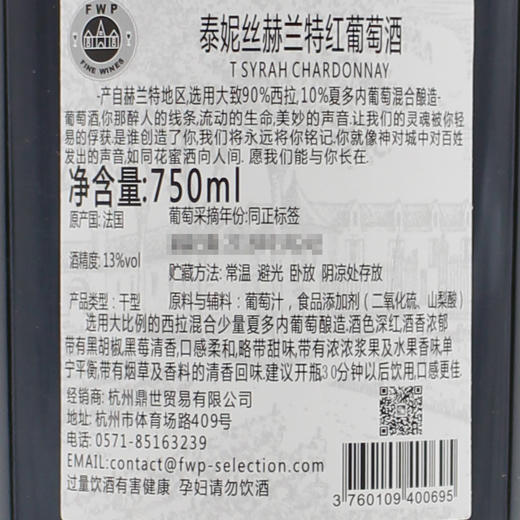 FWP
FINE WINES
泰妮丝赫兰特红葡萄酒
T SYRAH CHARDONNAY
-产自赫兰特地区,选用大致90%西拉,10%夏多内葡萄混合酿造-
葡萄酒,你那醉人的线条,流动的生命,美妙的声音,让我们的灵魂被你轻
易的俘获,是谁创造了你,我们将永远将你铭记.你就像神对城中对百姓
发出的声音,如同花蜜洒向人间. 愿我们能与你长在.
净含量:750ml
原产国:法国 葡萄采摘年份:同正标签
酒精度:13%vol
贮藏方法: 常温 避光 卧放 阴凉处存放
产品类型: 干型 原料与辅料: 葡萄汁, 食品添加剂 (二氧化硫、山梨酸)
选用大比例的西拉混合少量夏多内葡萄酿造,酒色深红,酒香浓郁
带有黑胡椒,黑莓清香,口感柔和,略带甜味,带有浓浓浆果及水果香味单
宁平衡,带有烟草及香料的清香回味.建议开瓶30分钟以后饮用,口感更佳.
经销商: 杭州鼎世贸易有限公司
地址: 杭州市体育场路409号
电话: 0571-85163239
EMAIL:contact@fwp-selection.com
过量饮酒有害健康 孕妇请勿饮酒
3 760109 400695